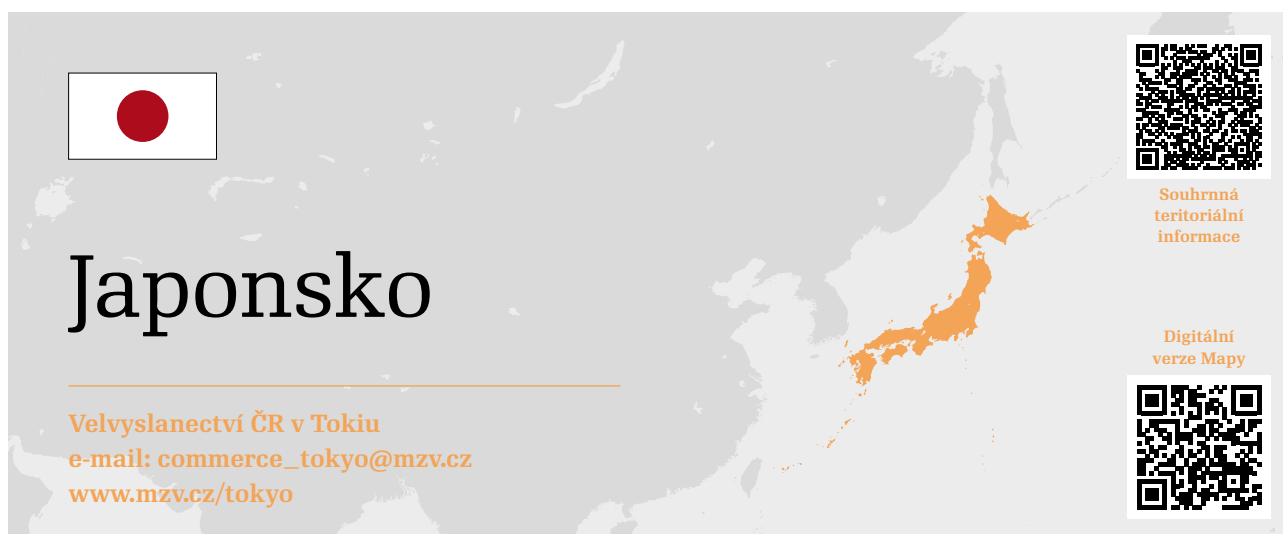 Japonsko
Velvyslanectví ČR v Tokiu
e-mail: commerce_tokyo@mzv.cz
www.mzv.cz/tokyo
Souhrnná
teritoriální
informace
Digitální
verze Mapy